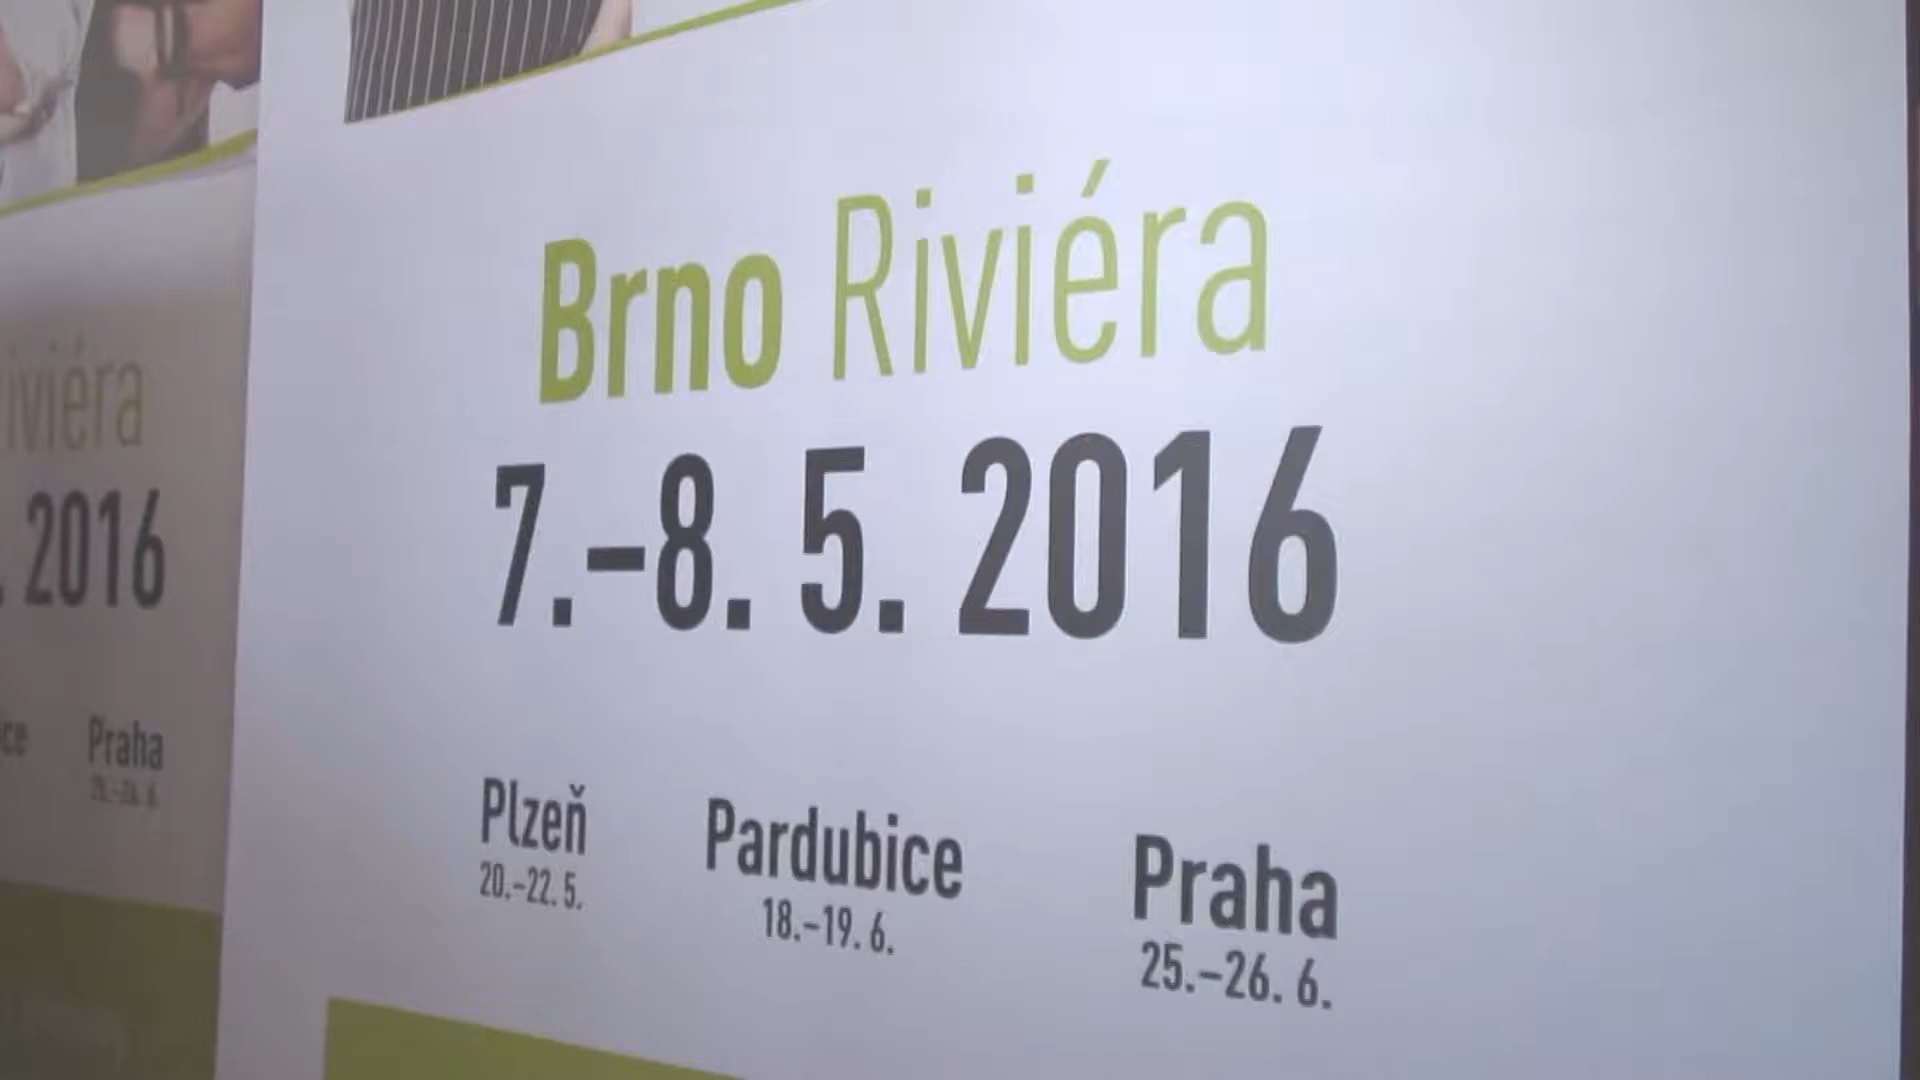 Brno Riviéra
7.–8. 5. 2016
Plzeň
20.–22. 5.
Pardubice
18.–19. 6.
Praha
25.–26. 6.
2016
Praha